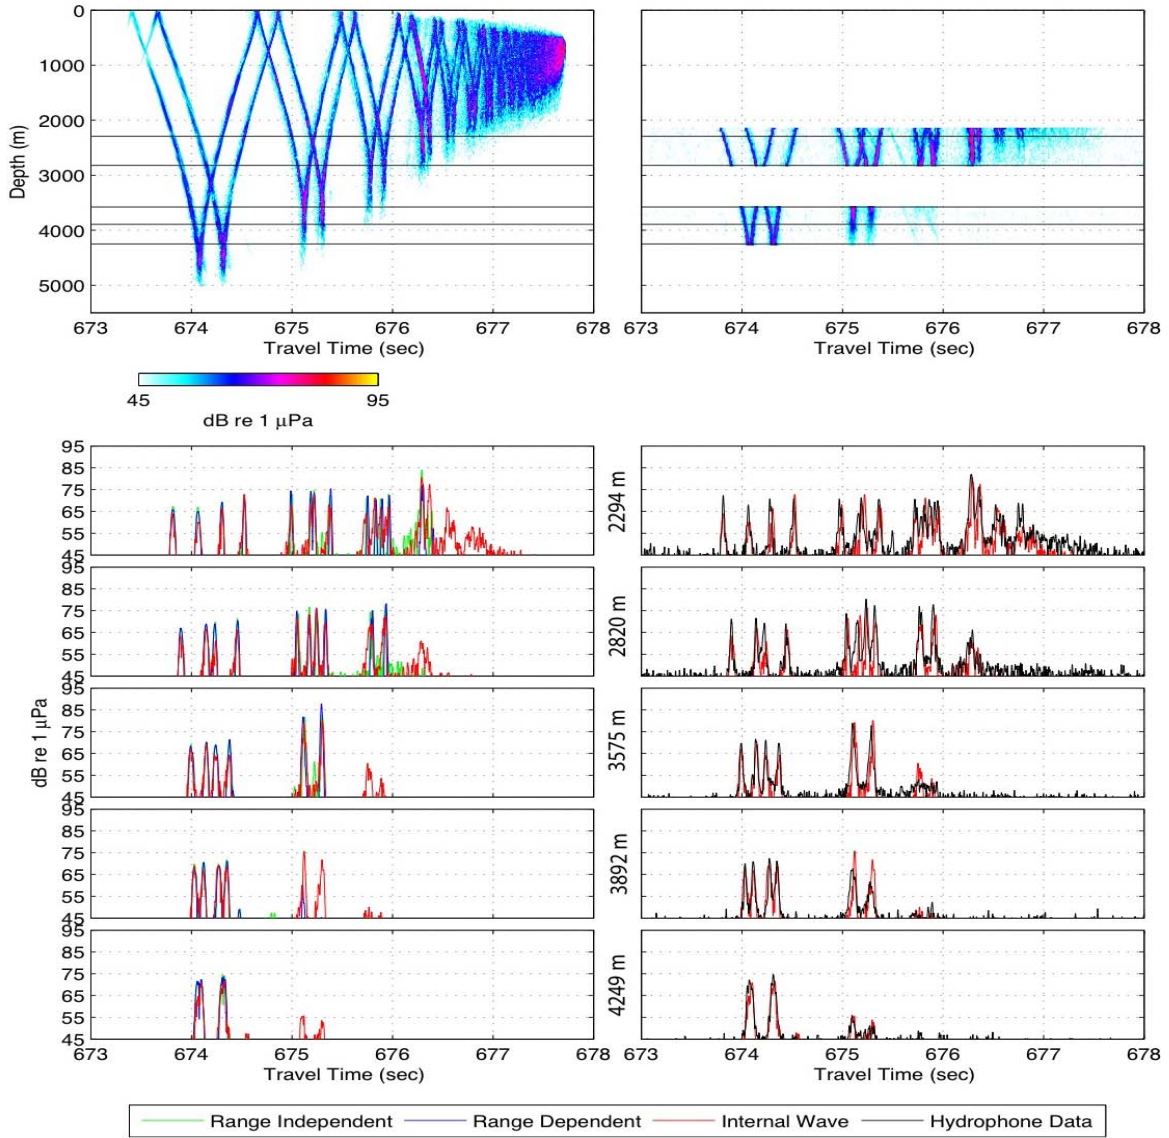 0
1000
2000
3000
4000
5000
Depth (m)
673 674 675 676 677 678
Travel Time (sec)
673 674 675 676 677 678
Travel Time (sec)
45 95
dB re 1 μPa
95
85
75
65
55
45
2294 m
95
85
75
65
55
45
2820 m
95
85
75
65
55
45
dB re 1 μPa
3575 m
95
85
75
65
55
45
3892 m
95
85
75
65
55
45
4249 m
673 674 675 676 677 678
Travel Time (sec)
673 674 675 676 677 678
Travel Time (sec)
Range Independent Range Dependent Internal Wave Hydrophone Data